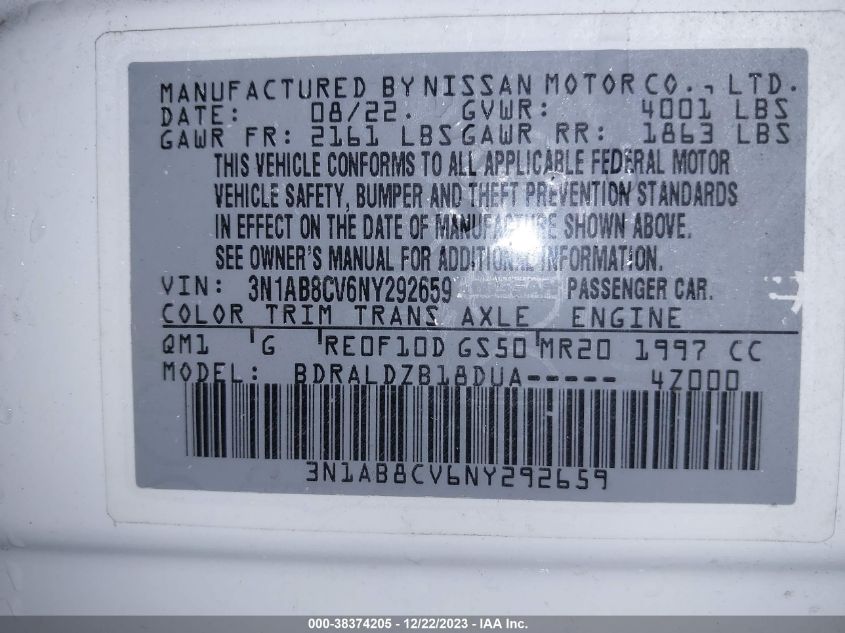 MANUFACTURED BY NISSAN MOTOR CO., LTD.
DATE: 08/22. GVWR: 4001 LBS
GAWR FR: 2161 LBS GAWR RR: 1863 LBS
THIS VEHICLE CONFORMS TO ALL APPLICABLE FEDERAL MOTOR
VEHICLE SAFETY, BUMPER AND THEFT PREVENTION STANDARDS
IN EFFECT ON THE DATE OF MANUFACTURE SHOWN ABOVE.
SEE OWNER'S MANUAL FOR ADDITIONAL INFORMATION.
VIN: 3N1AB8CV6NY292659 PASSENGER CAR.
COLOR TRIM TRANS AXLE ENGINE
QM1 G RE0F10D GS50 MR20 1997 CC
MODEL: BDRALDZB18DUA----- 4Z000
3N1AB8CV6NY292659
000-38374205 - 12/22/2023 - IAA Inc.